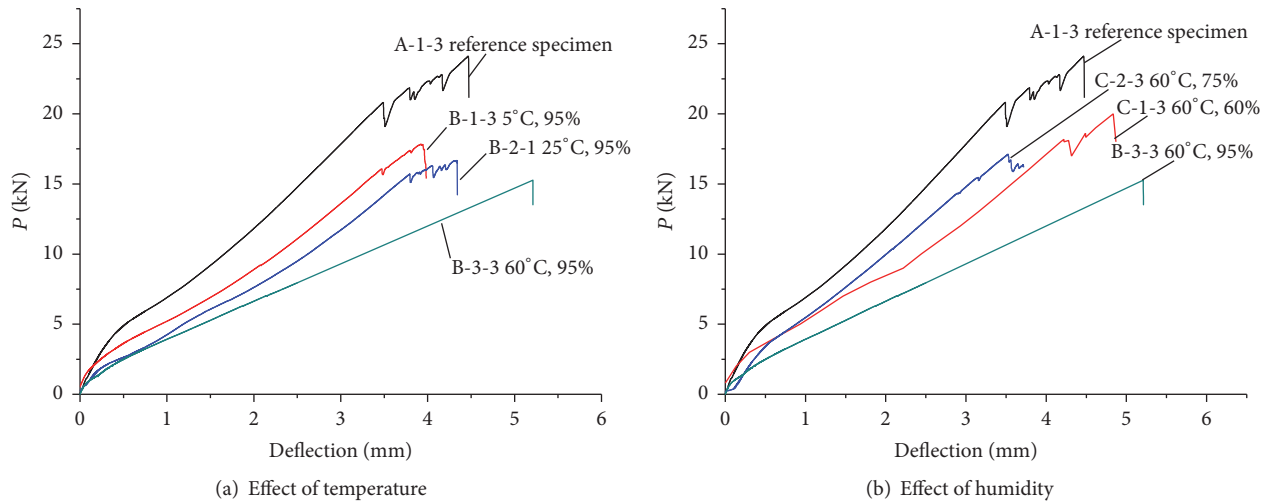 25
20
15
10
5
0
P (kN)
A-1-3 reference specimen
B-1-3 5°C, 95%
B-2-1 25°C, 95%
B-3-3 60°C, 95%
0 1 2 3 4 5 6
Deflection (mm)
(a) Effect of temperature
25
20
15
10
5
0
P (kN)
A-1-3 reference specimen
C-2-3 60°C, 75%
C-1-3 60°C, 60%
B-3-3 60°C, 95%
0 1 2 3 4 5 6
Deflection (mm)
(b) Effect of humidity